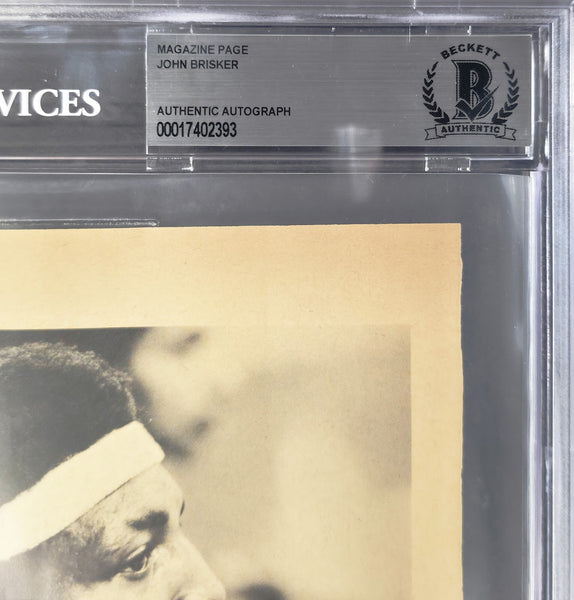 MAGAZINE PAGE
JOHN BRISKER
VICES
AUTHENTIC AUTOGRAPH
00017402393
BECKETT
B
AUTHENTIC